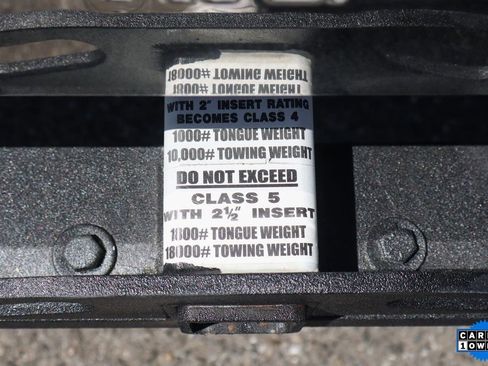 18000# TOWING WEIGHT
1800# TONGUE WEIGHT
WITH 2" INSERT RATING
BECOMES CLASS 4
1000# TONGUE WEIGHT
10,000# TOWING WEIGHT
DO NOT EXCEED
CLASS 5
WITH 2½" INSERT
1800# TONGUE WEIGHT
18000# TOWING WEIGHT